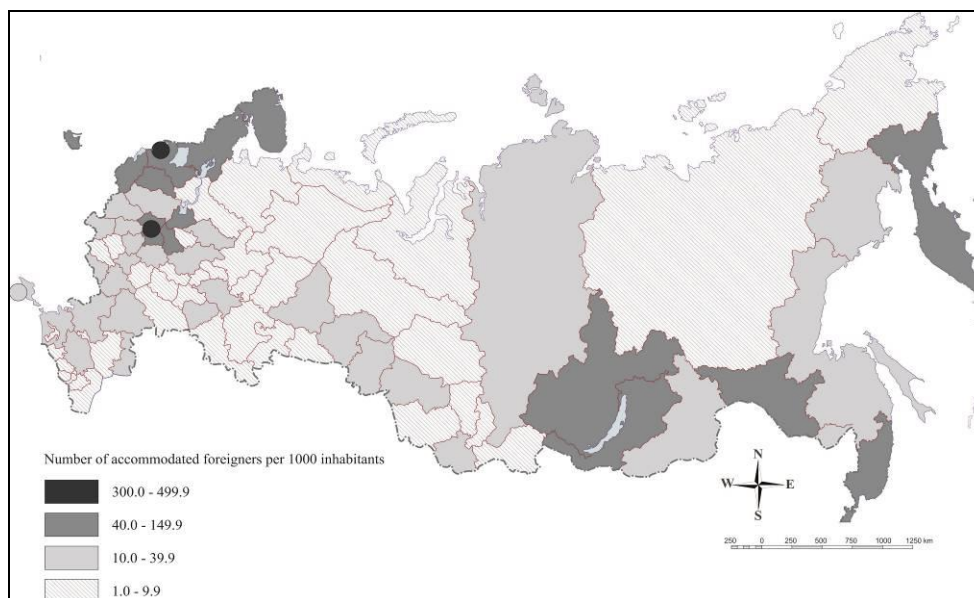 Number of accommodated foreigners per 1000 inhabitants
300.0 - 499.9
40.0 - 149.9
10.0 - 39.9
1.0 - 9.9
N
W E
S
250 0 250 500 750 1000 1250 km